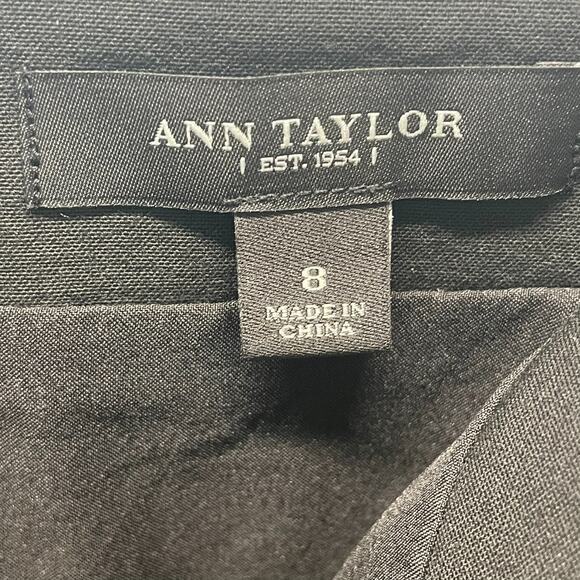 ANN TAYLOR
| EST. 1954 |
8
MADE IN
CHINA